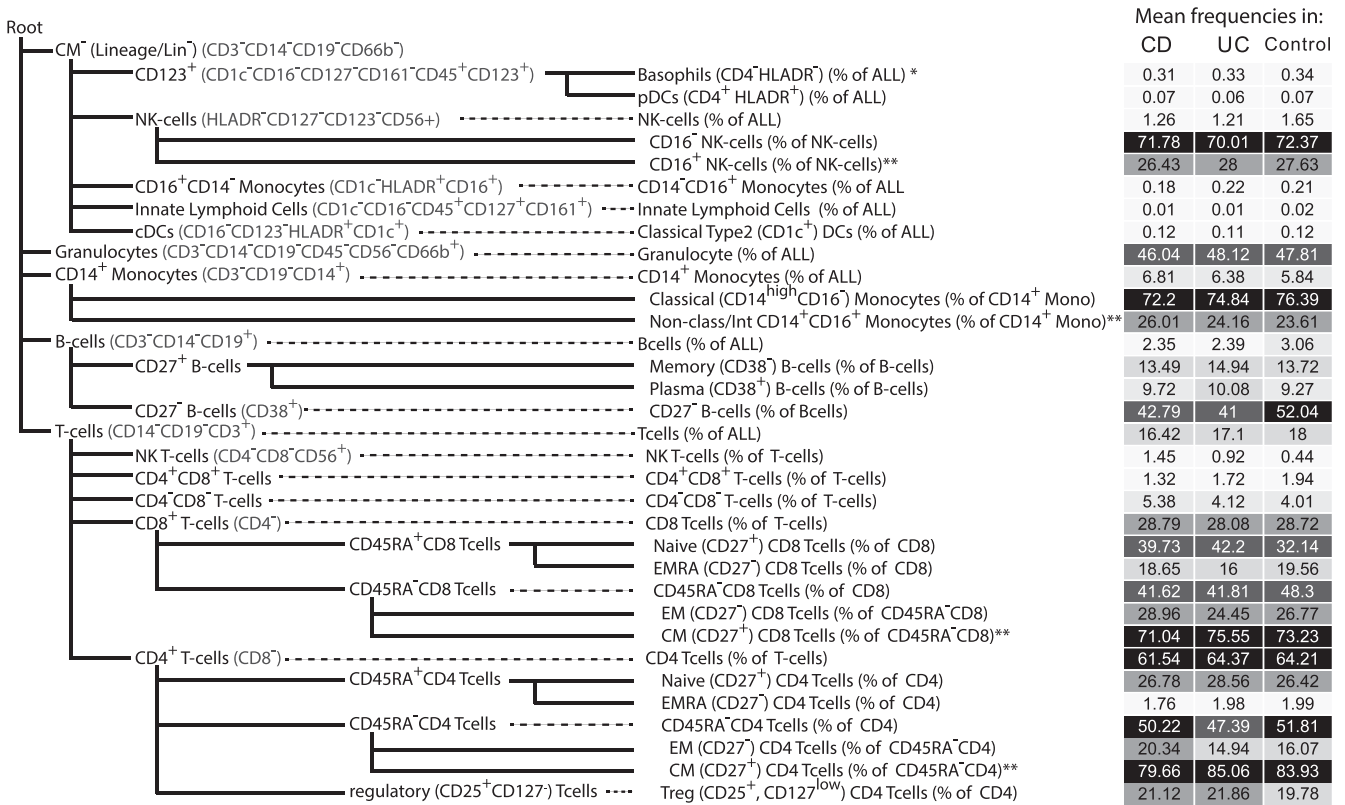 Mean frequencies in:
Root
CD UC Control
CM⁻ (Lineage/Lin⁻) (CD3⁻CD14⁻CD19⁻CD66b⁻)
CD123⁺ (CD1c⁻CD16⁻CD127⁻CD161⁻CD45⁺CD123⁺) Basophils (CD4⁻HLADR⁻) (% of ALL) * 0.31 0.33 0.34
pDCs (CD4⁺ HLADR⁺) (% of ALL) 0.07 0.06 0.07
NK-cells (HLADR⁻CD127⁻CD123⁻CD56+) NK-cells (% of ALL) 1.26 1.21 1.65
CD16⁻ NK-cells (% of NK-cells) 71.78 70.01 72.37
CD16⁺ NK-cells (% of NK-cells)** 26.43 28 27.63
CD16⁺CD14⁻ Monocytes (CD1c⁻HLADR⁺CD16⁺) CD14⁻CD16⁺ Monocytes (% of ALL 0.18 0.22 0.21
Innate Lymphoid Cells (CD1c⁻CD16⁻CD45⁺CD127⁺CD161⁺) Innate Lymphoid Cells (% of ALL) 0.01 0.01 0.02
cDCs (CD16⁻CD123⁻HLADR⁺CD1c⁺) Classical Type2 (CD1c⁺) DCs (% of ALL) 0.12 0.11 0.12
Granulocytes (CD3⁻CD14⁻CD19⁻CD45⁻CD56⁻CD66b⁺) Granulocyte (% of ALL) 46.04 48.12 47.81
CD14⁺ Monocytes (CD3⁻CD19⁻CD14⁺) CD14⁺ Monocytes (% of ALL) 6.81 6.38 5.84
Classical (CD14ʰⁱᵍʰCD16⁻) Monocytes (% of CD14⁺ Mono) 72.2 74.84 76.39
Non-class/Int CD14⁺CD16⁺ Monocytes (% of CD14⁺ Mono)** 26.01 24.16 23.61
B-cells (CD3⁻CD14⁻CD19⁺) Bcells (% of ALL) 2.35 2.39 3.06
CD27⁺ B-cells Memory (CD38⁻) B-cells (% of B-cells) 13.49 14.94 13.72
Plasma (CD38⁺) B-cells (% of B-cells) 9.72 10.08 9.27
CD27⁻ B-cells (CD38⁺) CD27⁻ B-cells (% of Bcells) 42.79 41 52.04
T-cells (CD14⁻CD19⁻CD3⁺) Tcells (% of ALL) 16.42 17.1 18
NK T-cells (CD4⁻CD8⁻CD56⁺) NK T-cells (% of T-cells) 1.45 0.92 0.44
CD4⁺CD8⁺ T-cells CD4⁺CD8⁺ T-cells (% of T-cells) 1.32 1.72 1.94
CD4⁻CD8⁻ T-cells CD4⁻CD8⁻ T-cells (% of T-cells) 5.38 4.12 4.01
CD8⁺ T-cells (CD4⁻) CD8 Tcells (% of T-cells) 28.79 28.08 28.72
CD45RA⁺CD8 Tcells Naive (CD27⁺) CD8 Tcells (% of CD8) 39.73 42.2 32.14
EMRA (CD27⁻) CD8 Tcells (% of CD8) 18.65 16 19.56
CD45RA⁻CD8 Tcells CD45RA⁻CD8 Tcells (% of CD8) 41.62 41.81 48.3
EM (CD27⁻) CD8 Tcells (% of CD45RA⁻CD8) 28.96 24.45 26.77
CM (CD27⁺) CD8 Tcells (% of CD45RA⁻CD8)** 71.04 75.55 73.23
CD4⁺ T-cells (CD8⁻) CD4 Tcells (% of T-cells) 61.54 64.37 64.21
CD45RA⁺CD4 Tcells Naive (CD27⁺) CD4 Tcells (% of CD4) 26.78 28.56 26.42
EMRA (CD27⁻) CD4 Tcells (% of CD4) 1.76 1.98 1.99
CD45RA⁻CD4 Tcells CD45RA⁻CD4 Tcells (% of CD4) 50.22 47.39 51.81
EM (CD27⁻) CD4 Tcells (% of CD45RA⁻CD4) 20.34 14.94 16.07
CM (CD27⁺) CD4 Tcells (% of CD45RA⁻CD4)** 79.66 85.06 83.93
regulatory (CD25⁺CD127⁻) Tcells Treg (CD25⁺, CD127ˡᵒʷ) CD4 Tcells (% of CD4) 21.12 21.86 19.78